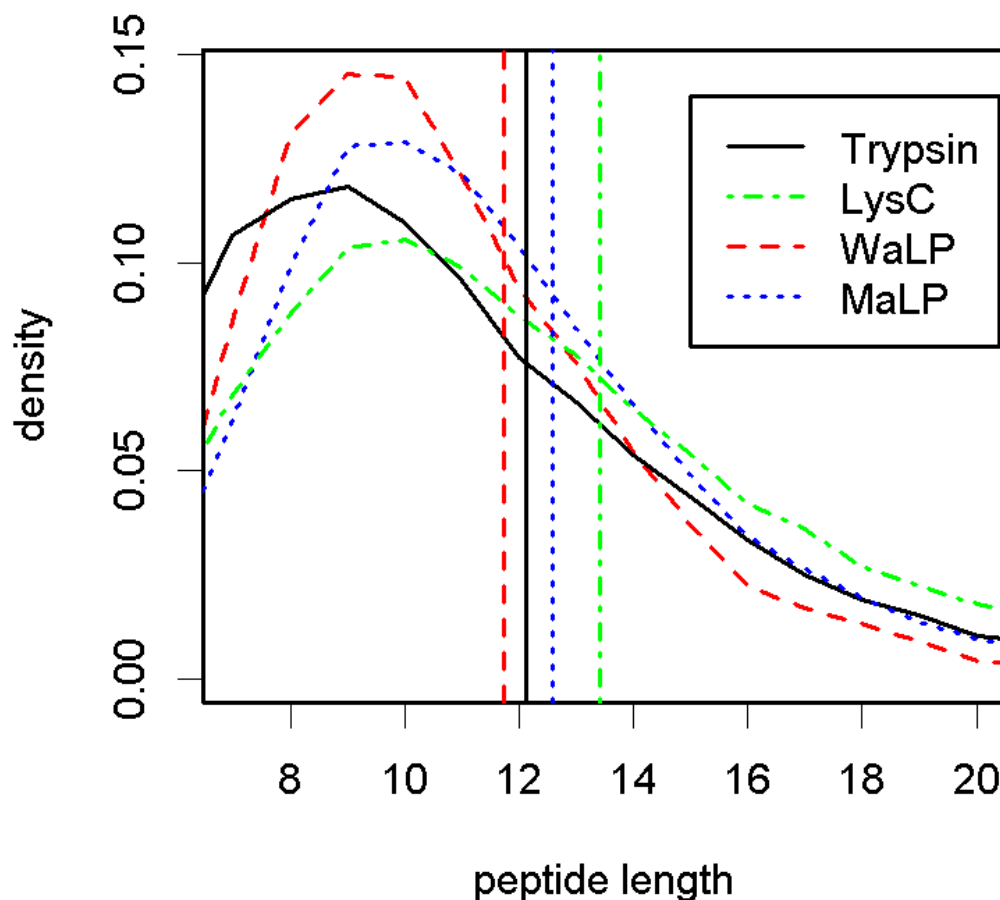 0.15
0.10
0.05
0.00
density
Trypsin
LysC
WaLP
MaLP
8 10 12 14 16 18 20
peptide length